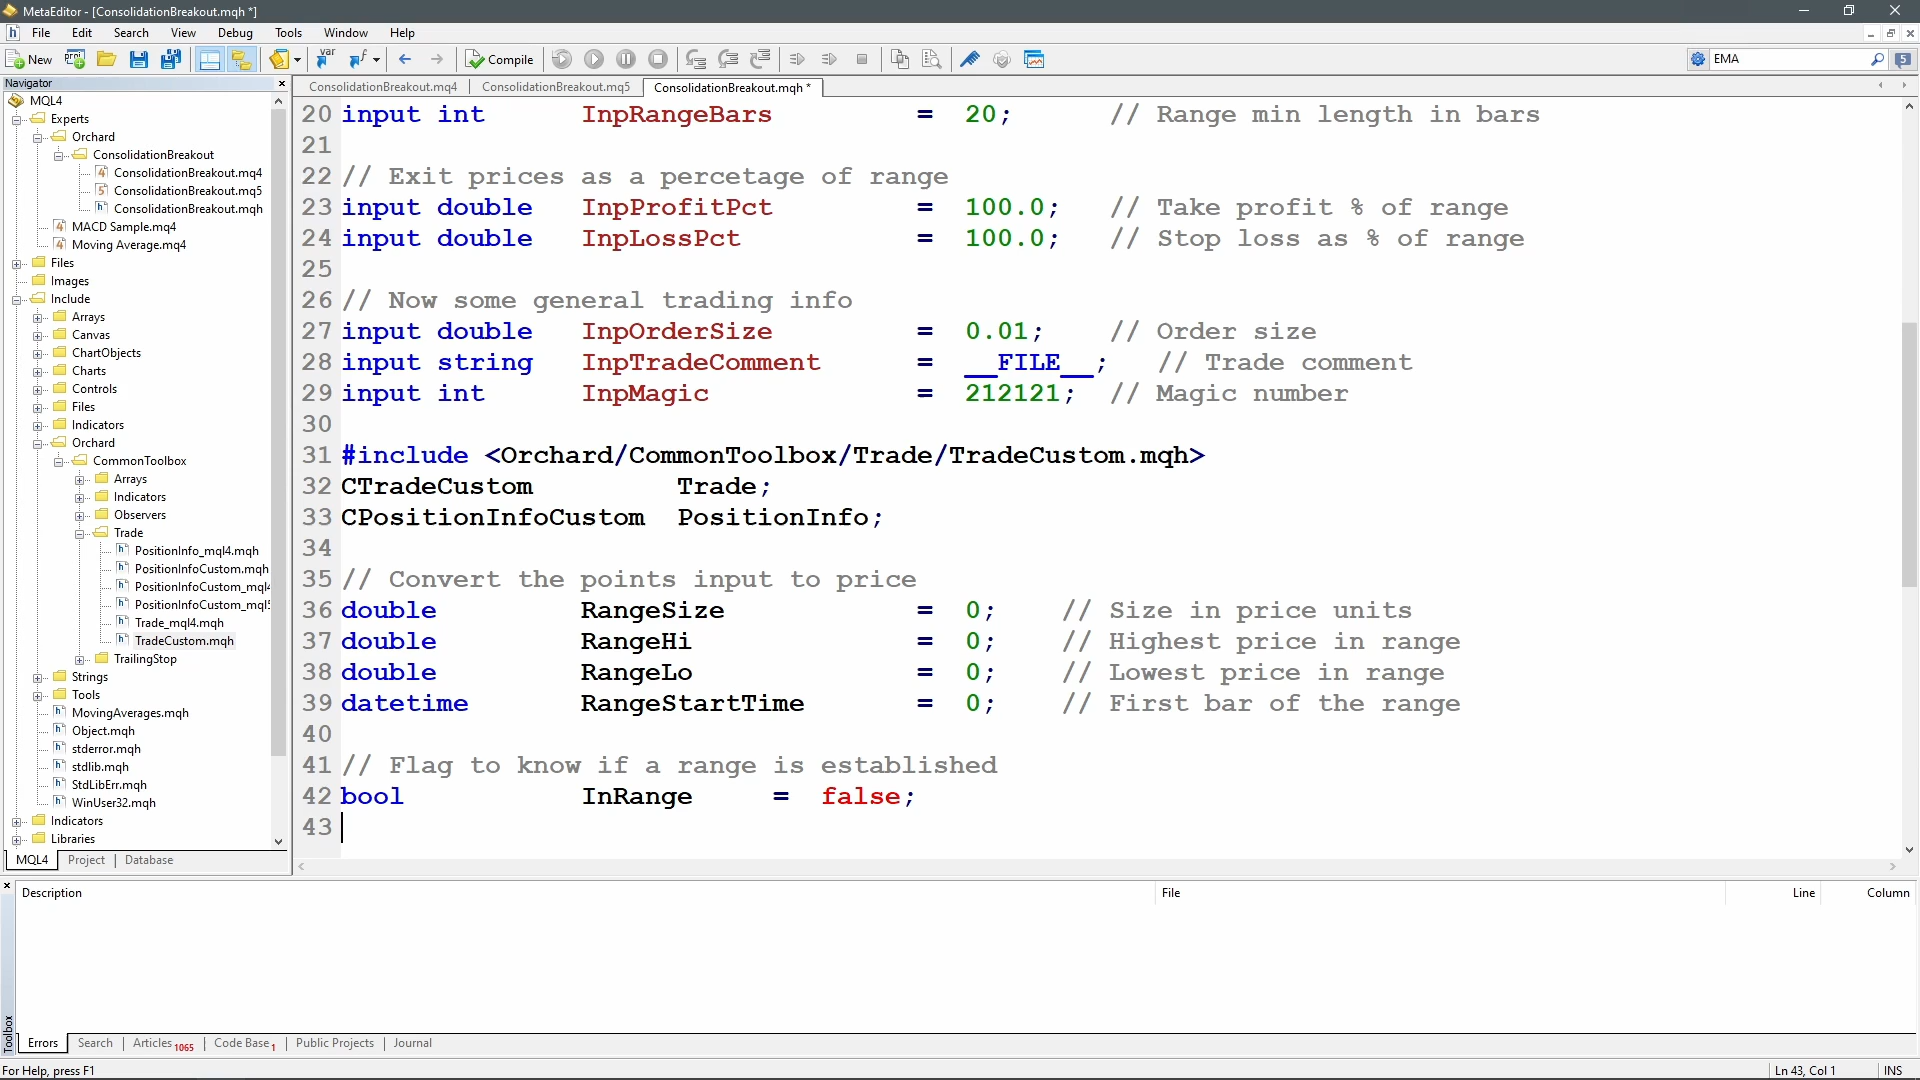 MetaEditor - [ConsolidationBreakout.mqh *]
File Edit Search View Debug Tools Window Help
New Compile EMA 5
Navigator
MQL4
Experts
Orchard
ConsolidationBreakout
ConsolidationBreakout.mq4
ConsolidationBreakout.mq5
ConsolidationBreakout.mqh
MACD Sample.mq4
Moving Average.mq4
Files
Images
Include
Arrays
Canvas
ChartObjects
Charts
Controls
Files
Indicators
Orchard
CommonToolbox
Arrays
Indicators
Observers
Trade
PositionInfo_mql4.mqh
PositionInfoCustom.mqh
PositionInfoCustom_mql4
PositionInfoCustom_mql5
Trade_mql4.mqh
TradeCustom.mqh
TrailingStop
Strings
Tools
MovingAverages.mqh
Object.mqh
stderror.mqh
stdlib.mqh
StdLibErr.mqh
WinUser32.mqh
Indicators
Libraries
MQL4 Project Database
ConsolidationBreakout.mq4 ConsolidationBreakout.mq5 ConsolidationBreakout.mqh *
20 input int InpRangeBars = 20; // Range min length in bars
21
22 // Exit prices as a percetage of range
23 input double InpProfitPct = 100.0; // Take profit % of range
24 input double InpLossPct = 100.0; // Stop loss as % of range
25
26 // Now some general trading info
27 input double InpOrderSize = 0.01; // Order size
28 input string InpTradeComment = __FILE__; // Trade comment
29 input int InpMagic = 212121; // Magic number
30
31 #include <Orchard/CommonToolbox/Trade/TradeCustom.mqh>
32 CTradeCustom Trade;
33 CPositionInfoCustom PositionInfo;
34
35 // Convert the points input to price
36 double RangeSize = 0; // Size in price units
37 double RangeHi = 0; // Highest price in range
38 double RangeLo = 0; // Lowest price in range
39 datetime RangeStartTime = 0; // First bar of the range
40
41 // Flag to know if a range is established
42 bool InRange = false;
43
Description File Line Column
Toolbox
Errors Search Articles 1065 Code Base 1 Public Projects Journal
For Help, press F1 Ln 43, Col 1 INS